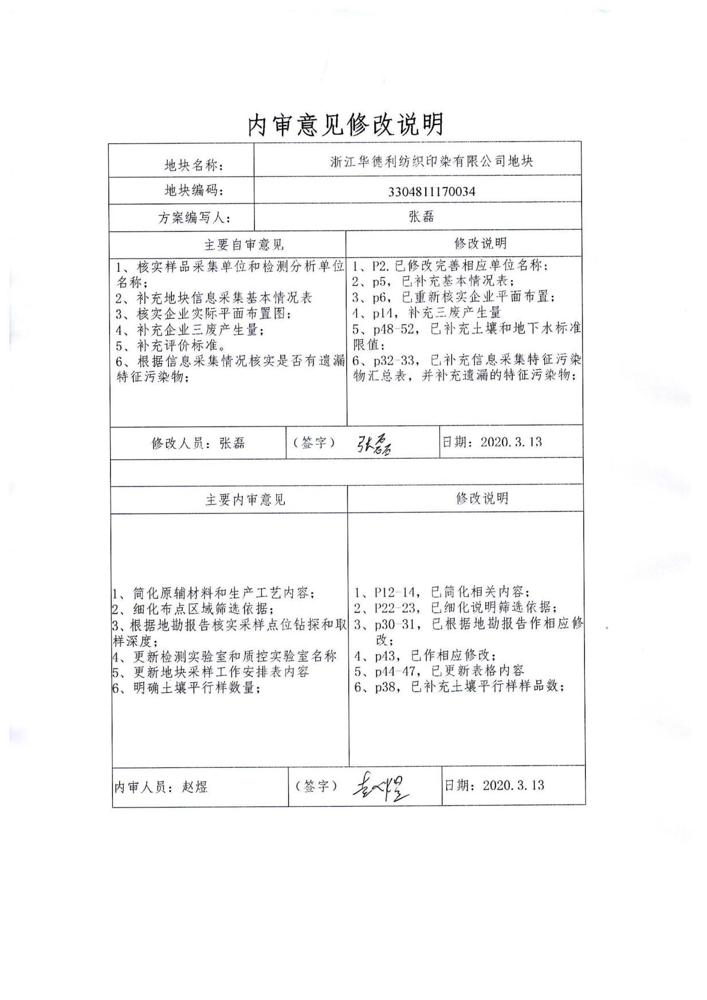 内审意见修改说明
地块名称： 浙江华德利纺织印染有限公司地块
地块编码： 3304811170034
方案编写人： 张磊
主要自审意见 修改说明
1、核实样品采集单位和检测分析单位
名称；
2、补充地块信息采集基本情况表
3、核实企业实际平面布置图；
4、补充企业三废产生量；
5、补充评价标准。
6、根据信息采集情况核实是否有遗漏
特征污染物；
1、P2.已修改完善相应单位名称；
2、p5，已补充基本情况表；
3、p6，已重新核实企业平面布置；
4、p14，补充三废产生量
5、p48-52，已补充土壤和地下水标准
限值；
6、p32-33，已补充信息采集特征污染
物汇总表，并补充遗漏的特征污染物；
修改人员：张磊 （签字） 张磊 日期：2020.3.13
主要内审意见 修改说明
1、简化原辅材料和生产工艺内容；
2、细化布点区域筛选依据；
3、根据地勘报告核实采样点位钻探和取
样深度；
4、更新检测实验室和质控实验室名称
5、更新地块采样工作安排表内容
6、明确土壤平行样数量；
1、P12-14，已简化相关内容；
2、P22-23，已细化说明筛选依据；
3、p30-31，已根据地勘报告作相应修
改；
4、p43，已作相应修改；
5、p44-47，已更新表格内容
6、p38，已补充土壤平行样样品数；
内审人员：赵煜 （签字） 赵煜 日期：2020.3.13